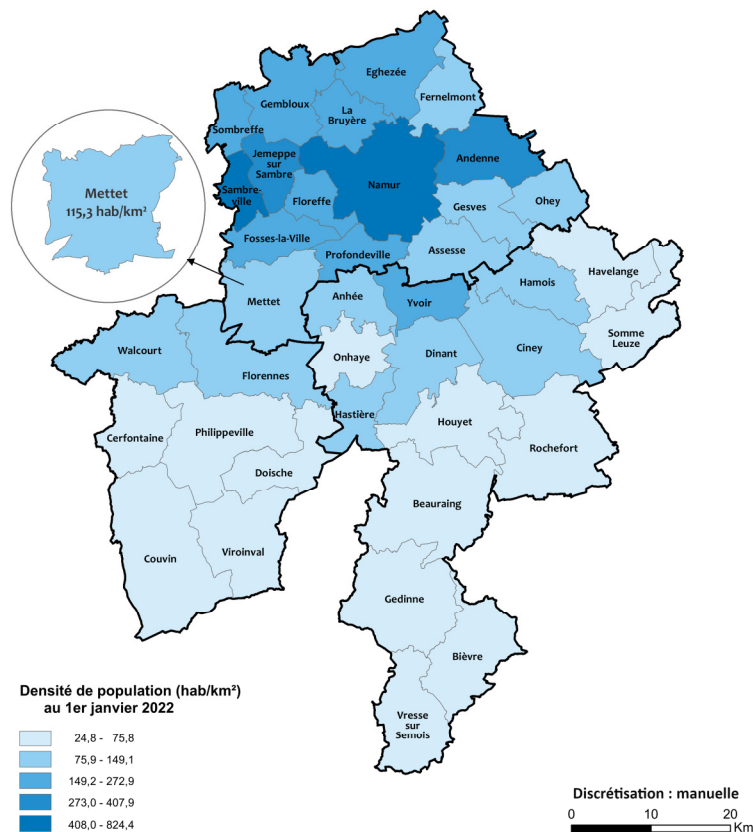 Eghezée
Fernelmont
Gembloux
La
Bruyère
Sombreffe
Jemeppe
sur
Sambre
Andenne
Mettet
115,3 hab/km²
Namur
Sambre-
ville
Floreffe
Gesves
Ohey
Fosses-la-Ville
Assesse
Profondeville
Havelange
Mettet
Anhée
Yvoir
Hamois
Somme
Leuze
Walcourt
Onhaye
Dinant
Ciney
Florennes
Hastière
Houyet
Philippeville
Cerfontaine
Rochefort
Doische
Beauraing
Couvin
Viroinval
Gedinne
Bièvre
Vresse
sur
Semois
Densité de population (hab/km²)
au 1er janvier 2022
24,8 - 75,8
75,9 - 149,1
149,2 - 272,9
273,0 - 407,9
408,0 - 824,4
Discrétisation : manuelle
0 10 20
Km